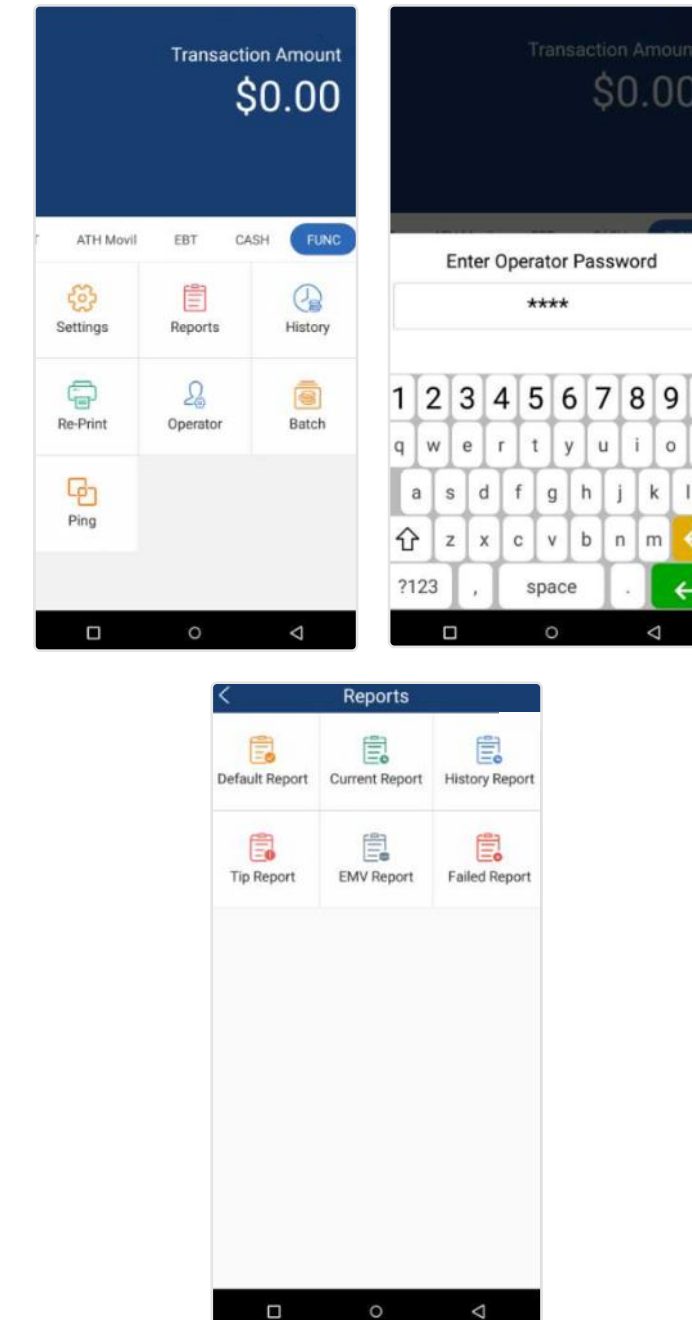 Transaction Amount
$0.00
ATH Movil EBT CASH FUNC
Settings Reports History
Re-Print Operator Batch
Ping
Transaction Amoun
$0.00
Enter Operator Password
****
1 2 3 4 5 6 7 8 9
q w e r t y u i o
a s d f g h j k l
z x c v b n m
?123 , space .
Reports
Default Report Current Report History Report
Tip Report EMV Report Failed Report